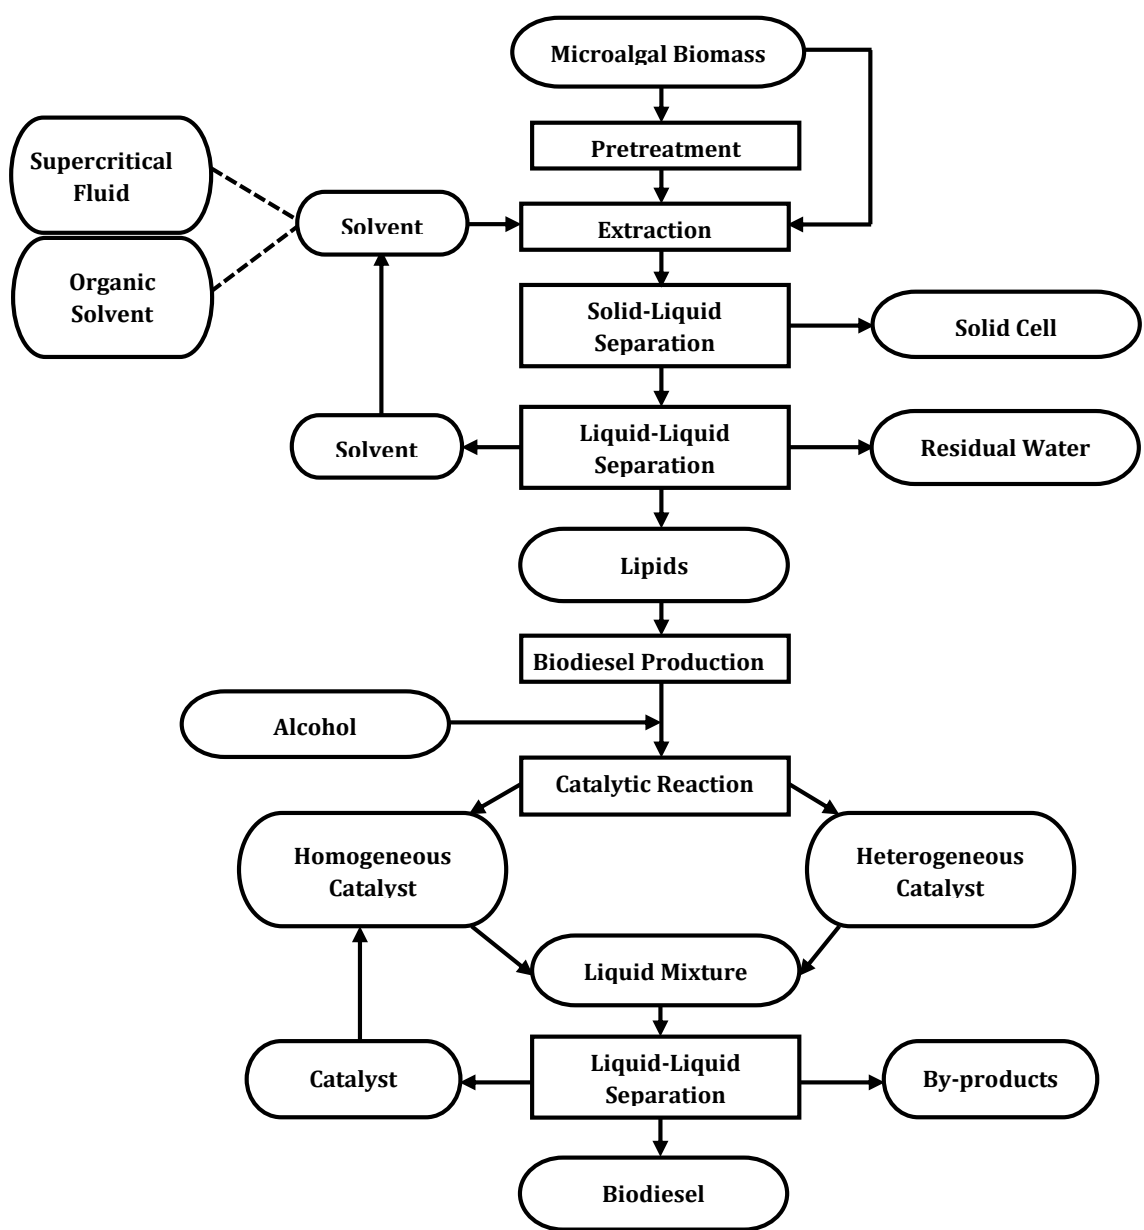 Microalgal Biomass
Pretreatment
Supercritical
Fluid
Solvent
Extraction
Organic
Solvent
Solid-Liquid
Separation
Solid Cell
Solvent
Liquid-Liquid
Separation
Residual Water
Lipids
Biodiesel Production
Alcohol
Catalytic Reaction
Homogeneous
Catalyst
Heterogeneous
Catalyst
Liquid Mixture
Catalyst
Liquid-Liquid
Separation
By-products
Biodiesel